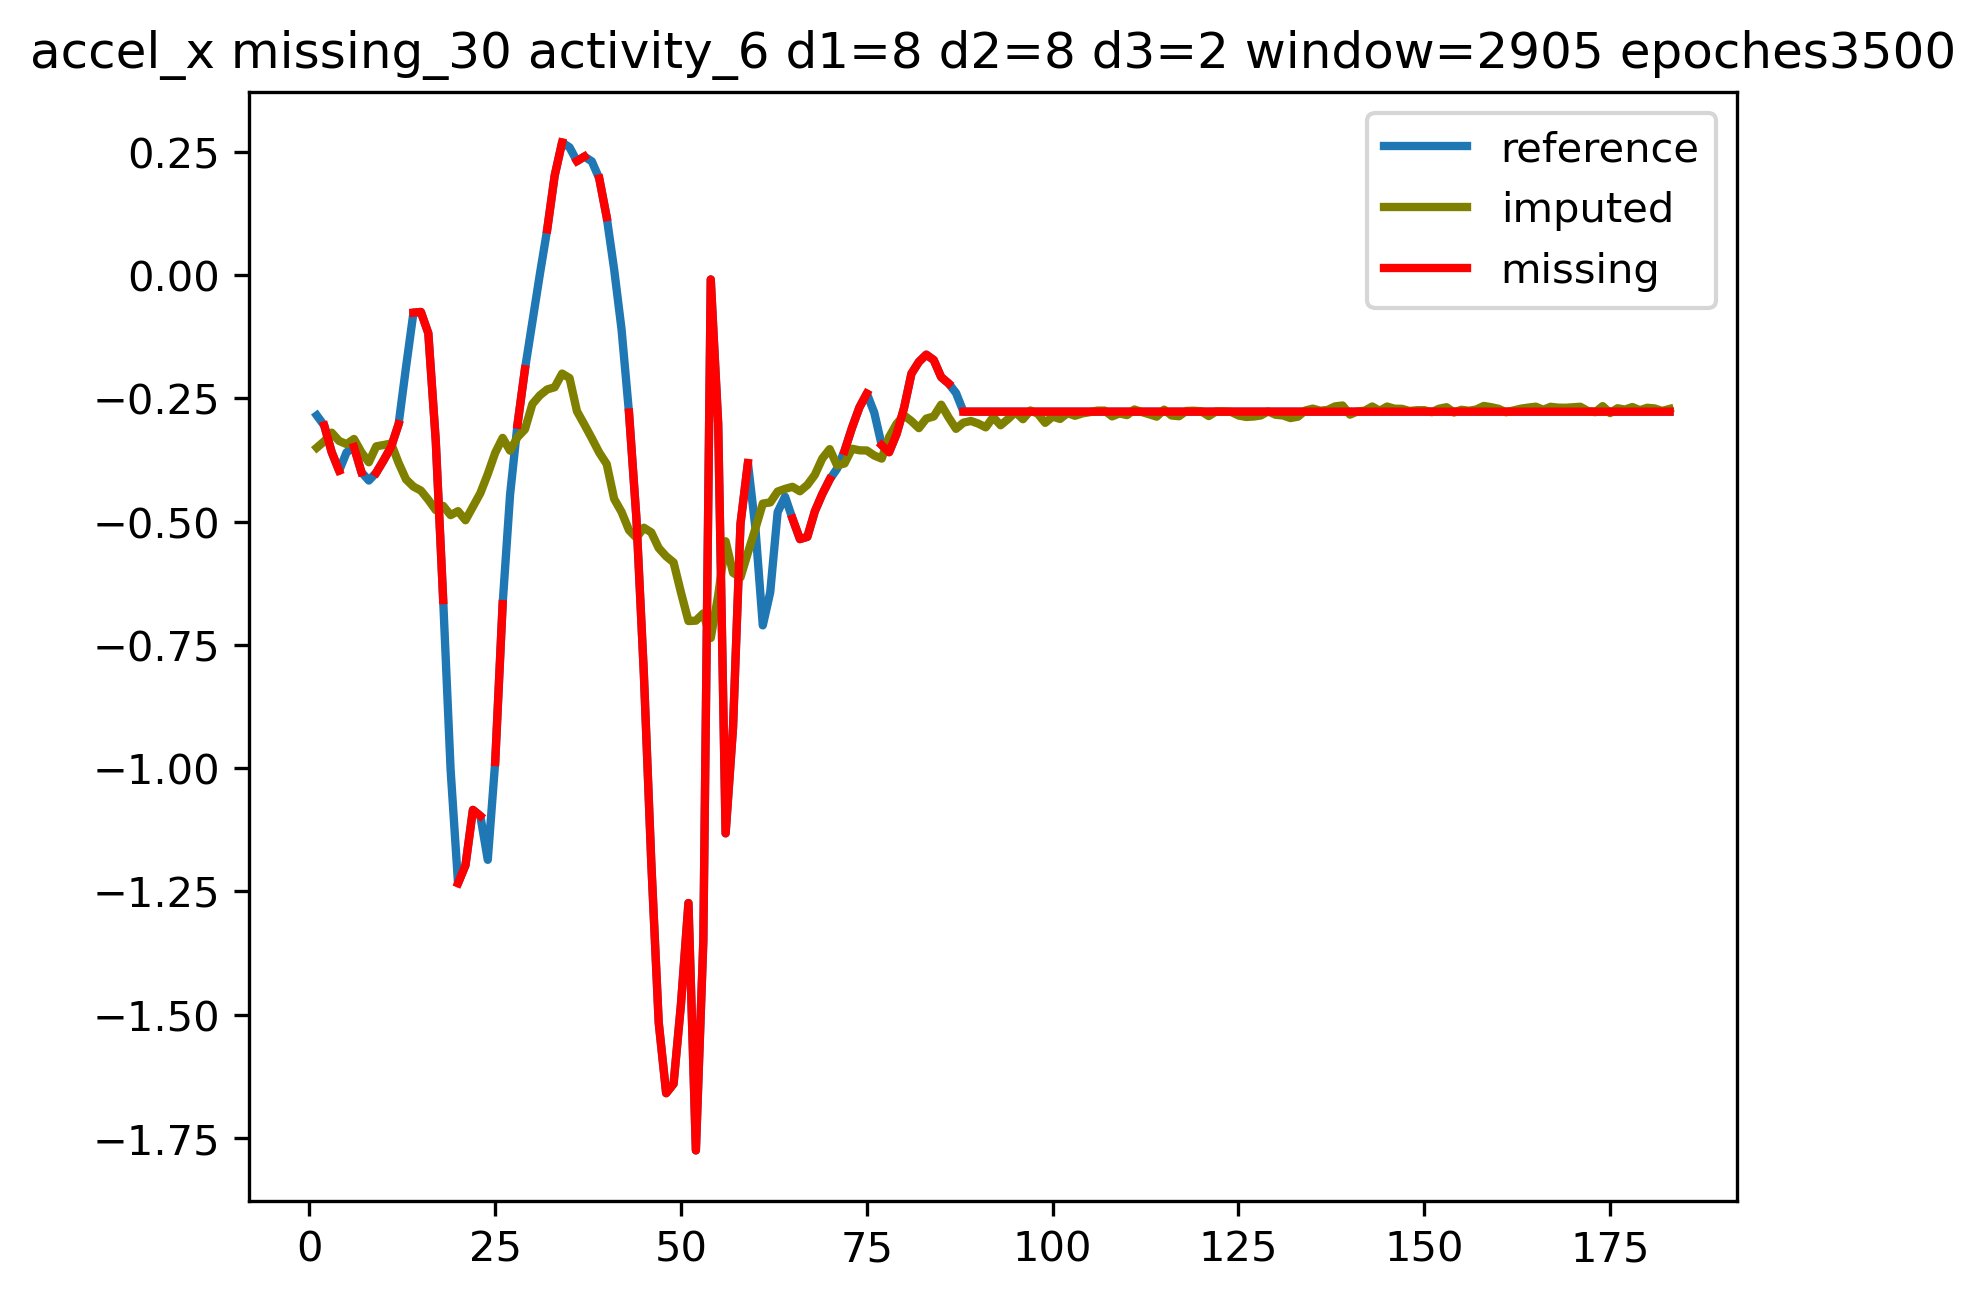 accel_x missing_30 activity_6 d1=8 d2=8 d3=2 window=2905 epoches3500
reference
imputed
missing
0.25
0.00
−0.25
−0.50
−0.75
−1.00
−1.25
−1.50
−1.75
0 25 50 75 100 125 150 175